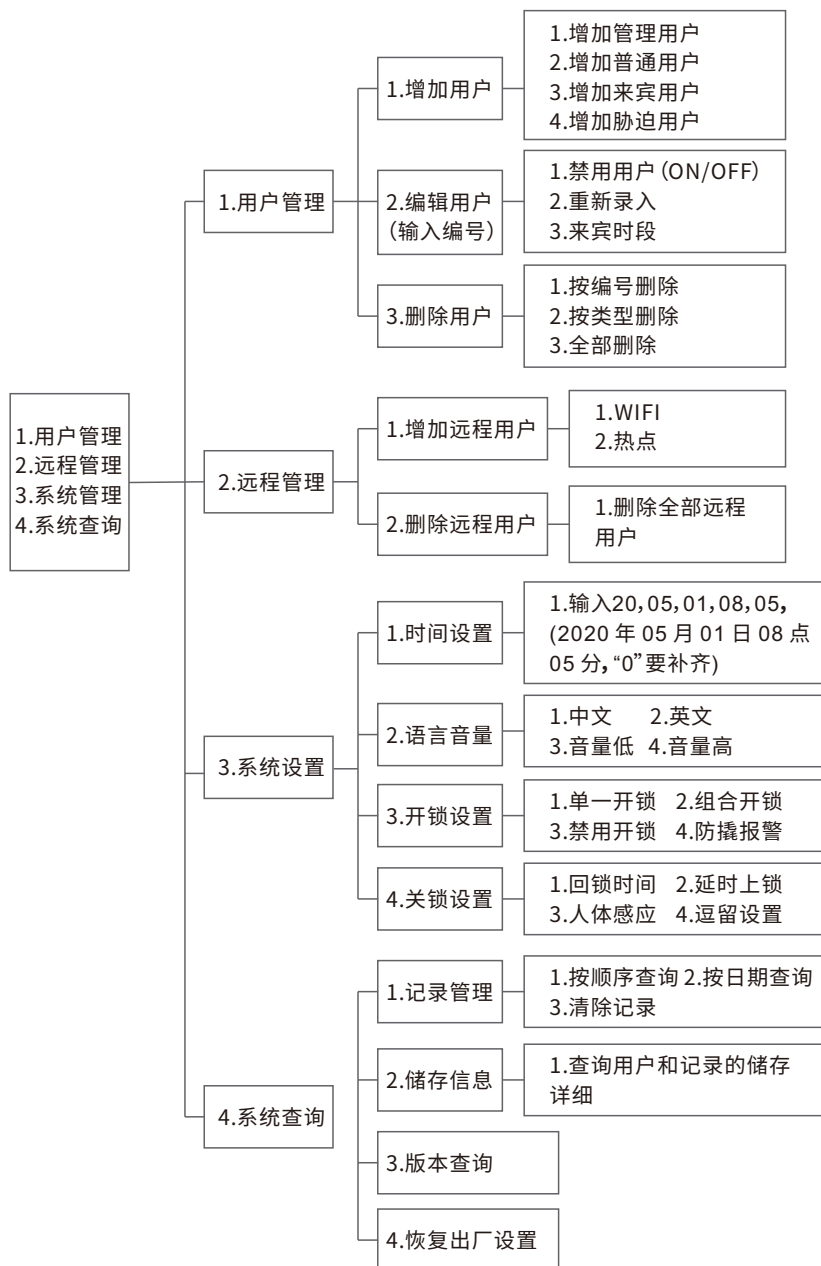 1.用户管理
2.远程管理
3.系统管理
4.系统查询
1.用户管理
1.增加用户
1.增加管理用户
2.增加普通用户
3.增加来宾用户
4.增加胁迫用户
2.编辑用户
（输入编号）
1.禁用用户（ON/OFF）
2.重新录入
3.来宾时段
3.删除用户
1.按编号删除
2.按类型删除
3.全部删除
2.远程管理
1.增加远程用户
1.WIFI
2.热点
2.删除远程用户
1.删除全部远程
用户
3.系统设置
1.时间设置
1.输入20，05，01，08，05，
(2020 年 05 月 01 日 08 点
05 分，“0”要补齐)
2.语言音量
1.中文 2.英文
3.音量低 4.音量高
3.开锁设置
1.单一开锁 2.组合开锁
3.禁用开锁 4.防撬报警
4.关锁设置
1.回锁时间 2.延时上锁
3.人体感应 4.逗留设置
4.系统查询
1.记录管理
1.按顺序查询 2.按日期查询
3.清除记录
2.储存信息
1.查询用户和记录的储存
详细
3.版本查询
4.恢复出厂设置